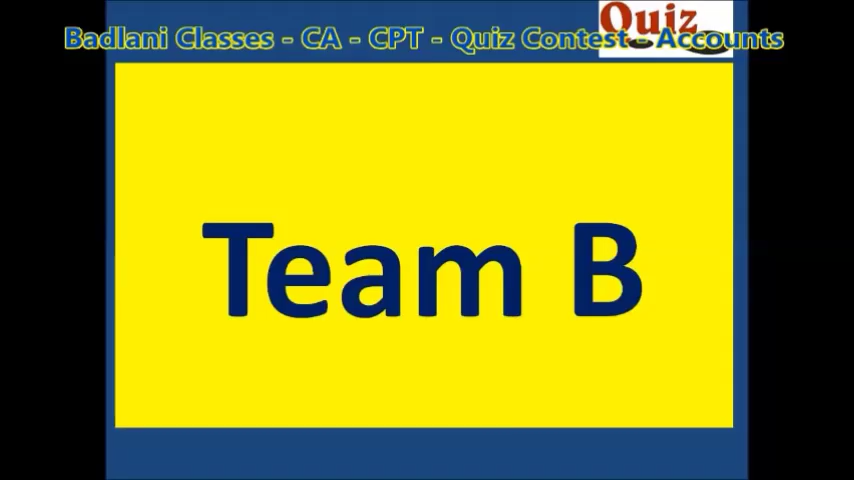 Quiz
Badlani Classes - CA - CPT - Quiz Contest - Accounts
Team B